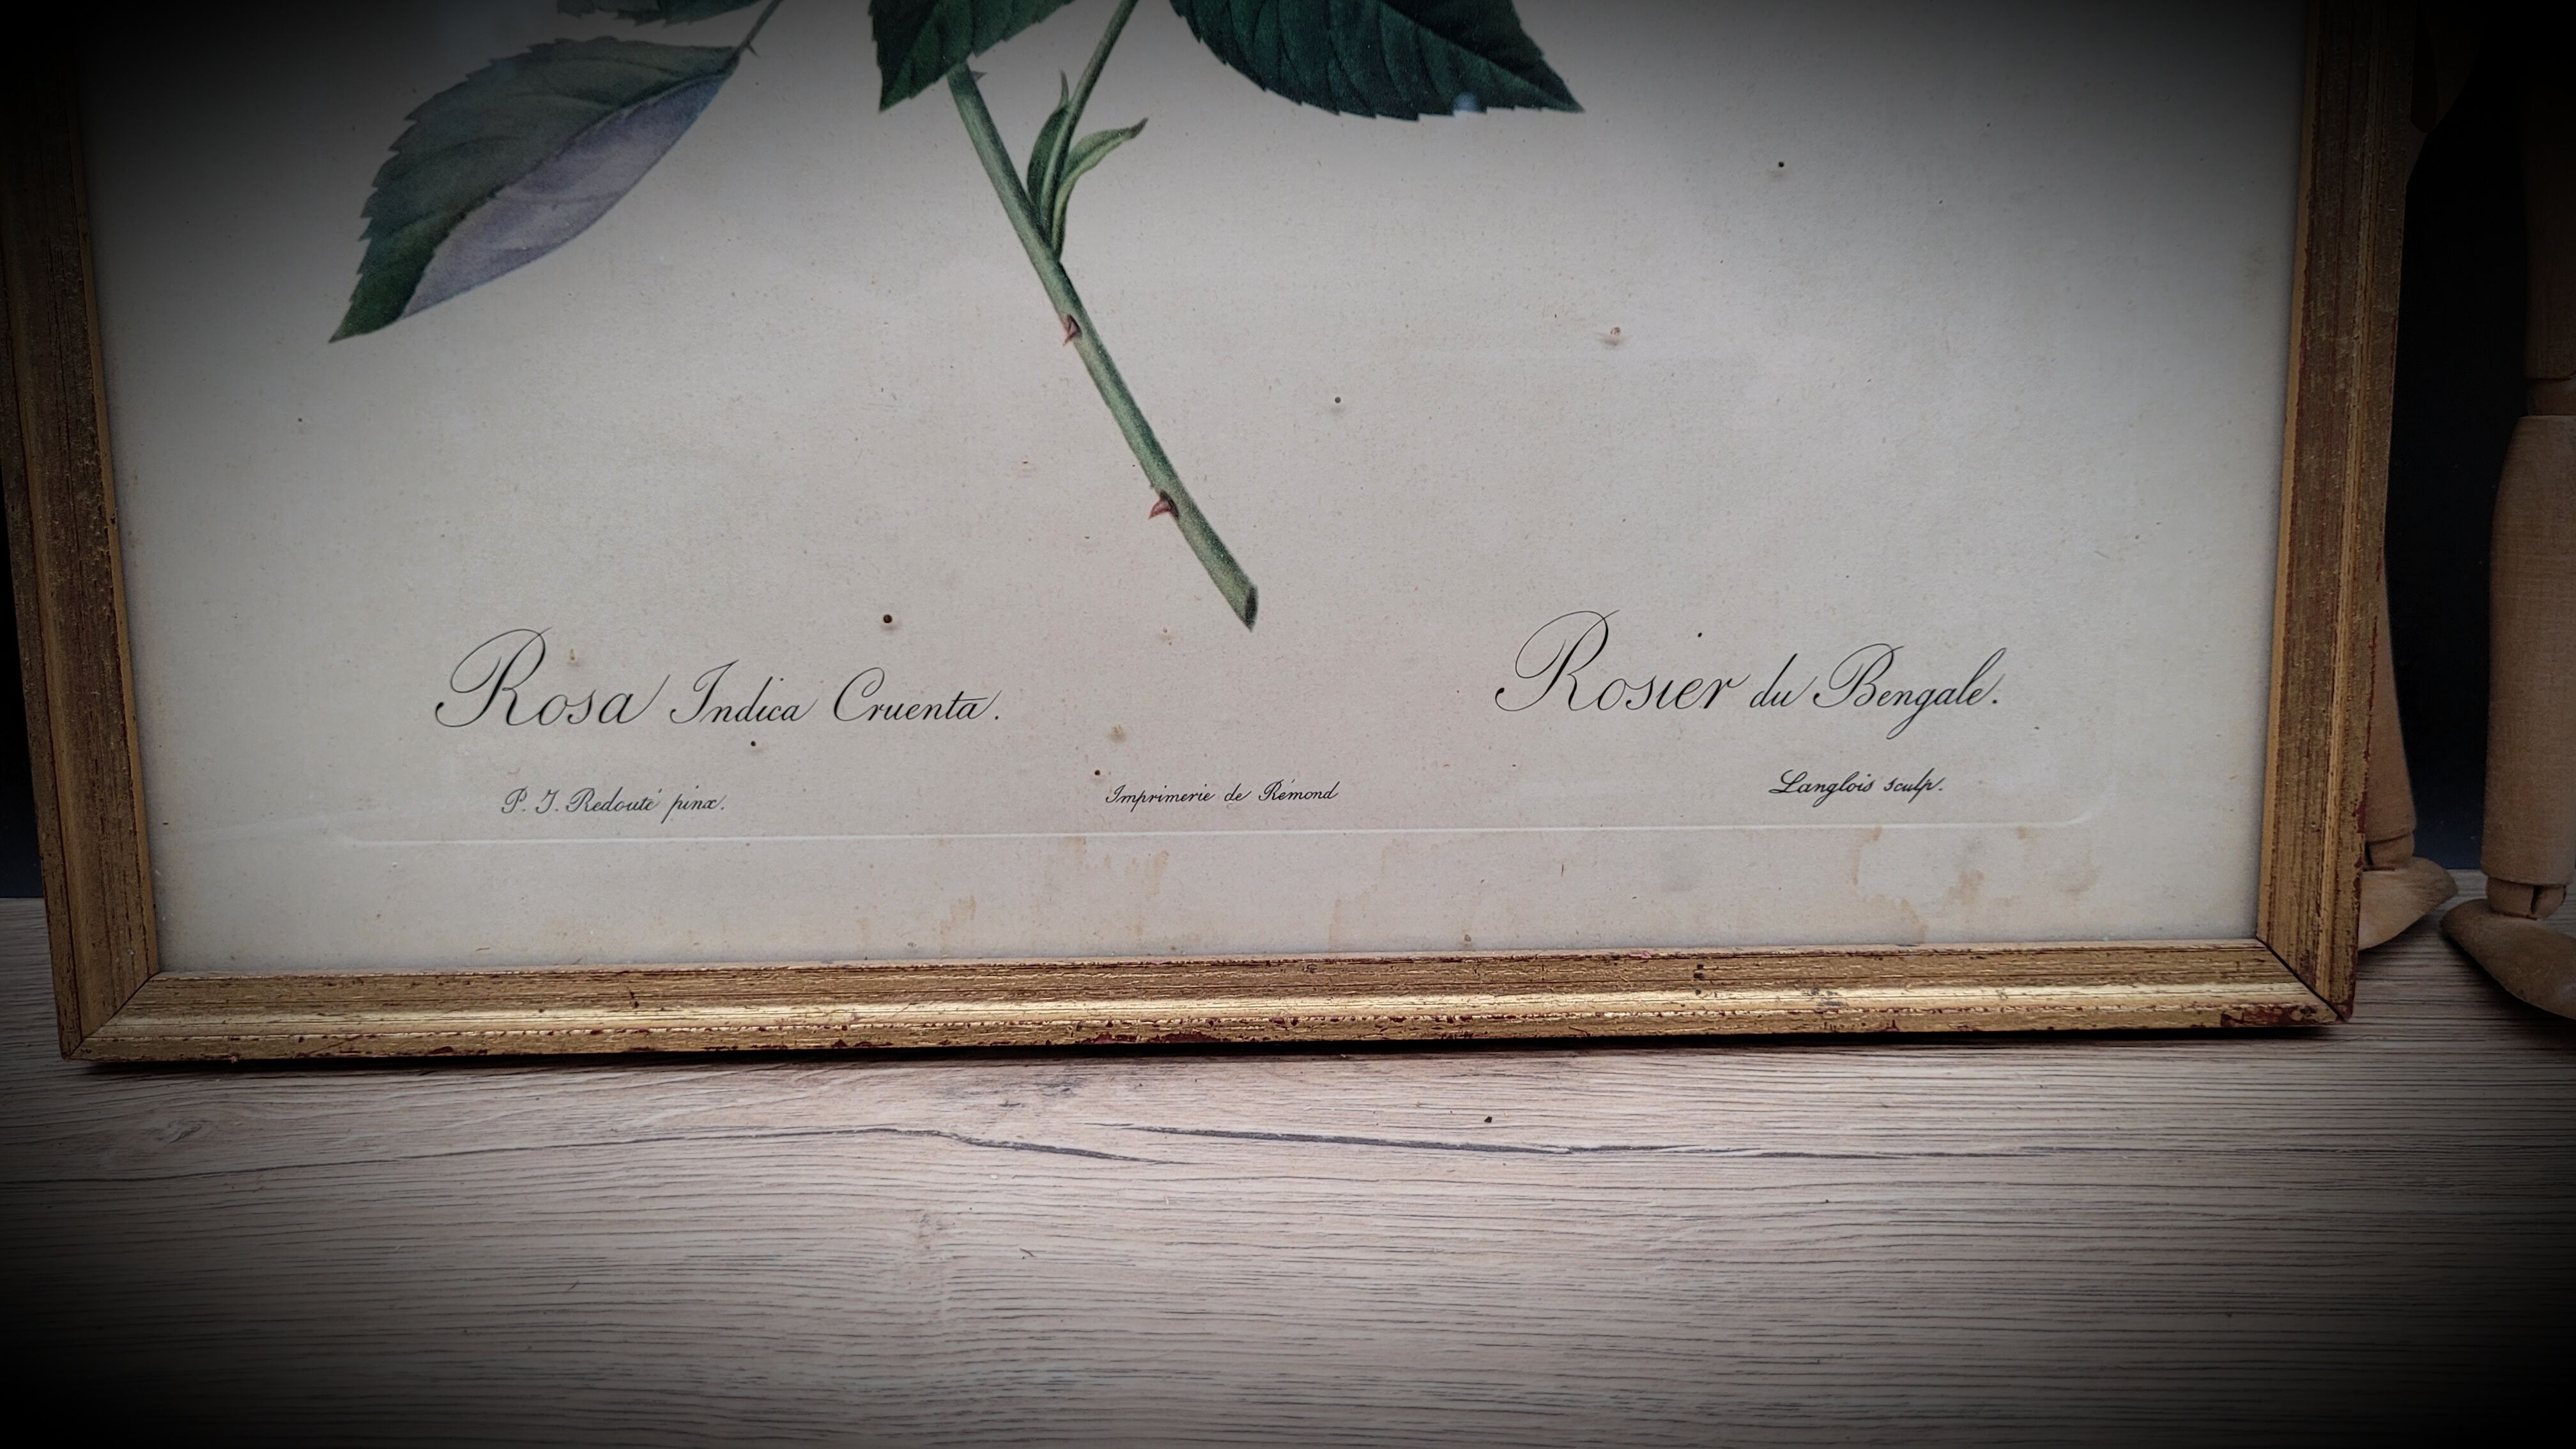 Rosa Indica Cruenta. Rosier du Bengale.
P. J. Redouté pinx. Imprimerie de Rémond Langlois sculp.